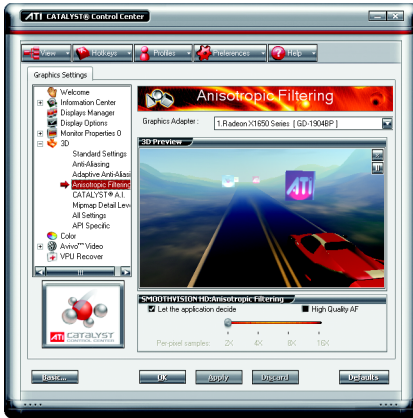 ATI CATALYST® Control Center
View
Hotkeys
Profiles
Preferences
Help
Graphics Settings
Welcome
Information Center
Displays Manager
Display Options
Monitor Properties 0
3D
Standard Settings
Anti-Aliasing
Adaptive Anti-Aliasi
Anisotropic Filtering
CATALYST® A.I.
Mipmap Detail Leve
All Settings
API Specific
Color
Avivo™ Video
VPU Recover
ATI CATALYST
CONTROL CENTER
Anisotropic Filtering
Graphics Adapter :
1.Radeon X1650 Series [ GD-1904BP ]
3D Preview
ATI
SMOOTHVISION HD:Anisotropic Filtering
Let the application decide
High Quality AF
Per-pixel samples: 2X 4X 8X 16X
Basic...
OK
Apply
Discard
Defaults